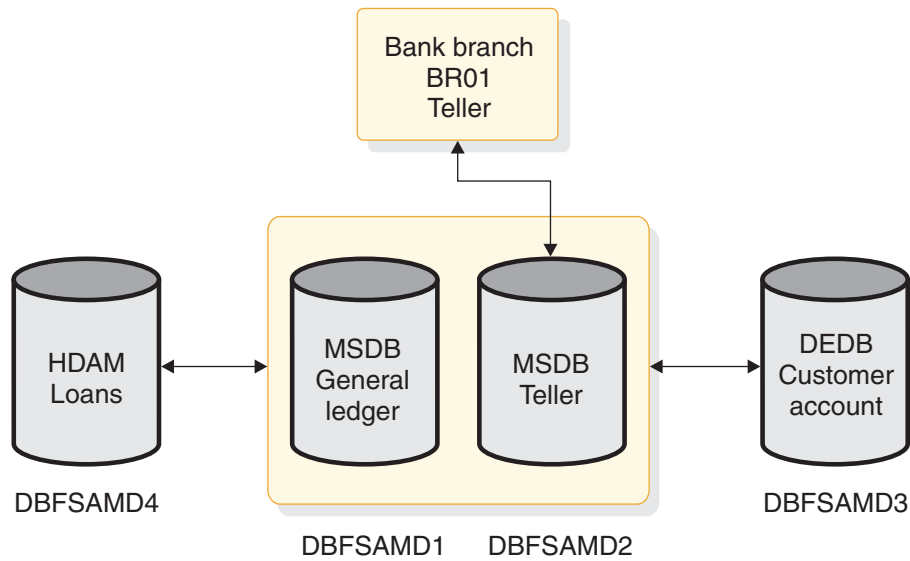 Bank branch
BR01
Teller
HDAM
Loans
MSDB
General
ledger
MSDB
Teller
DEDB
Customer
account
DBFSAMD4
DBFSAMD3
DBFSAMD1
DBFSAMD2